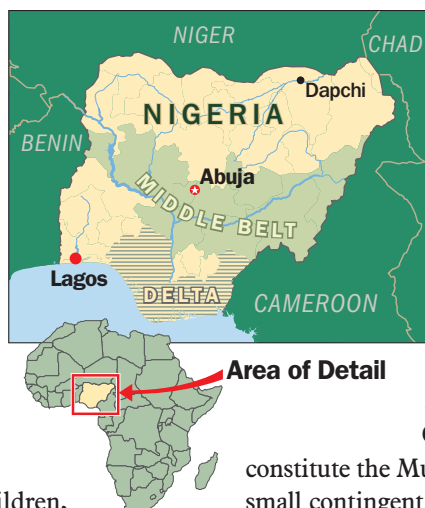 NIGER
CHAD
Dapchi
NIGERIA
BENIN
Abuja
MIDDLE BELT
Lagos
DELTA
CAMEROON
Area of Detail
constitute the Mu
ildren,
small contingent